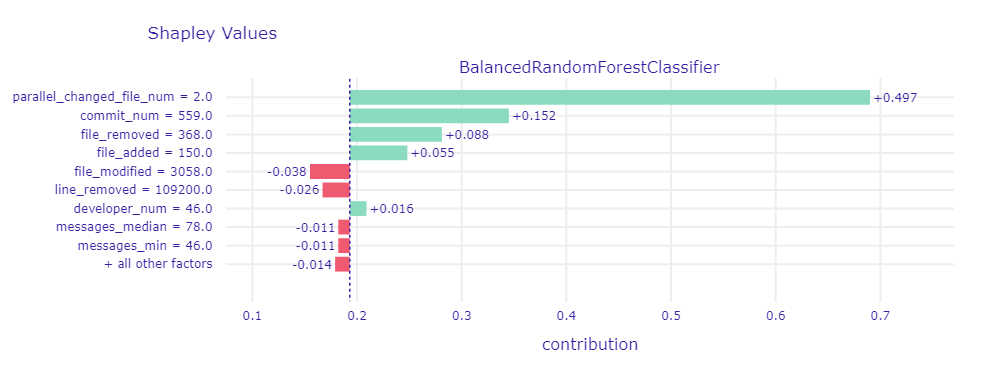 Shapley Values
BalancedRandomForestClassifier
parallel_changed_file_num = 2.0 +0.497
commit_num = 559.0 +0.152
file_removed = 368.0 +0.088
file_added = 150.0 +0.055
file_modified = 3058.0 -0.038
line_removed = 109200.0 -0.026
developer_num = 46.0 +0.016
messages_median = 78.0 -0.011
messages_min = 46.0 -0.011
+ all other factors -0.014
0.1 0.2 0.3 0.4 0.5 0.6 0.7
contribution